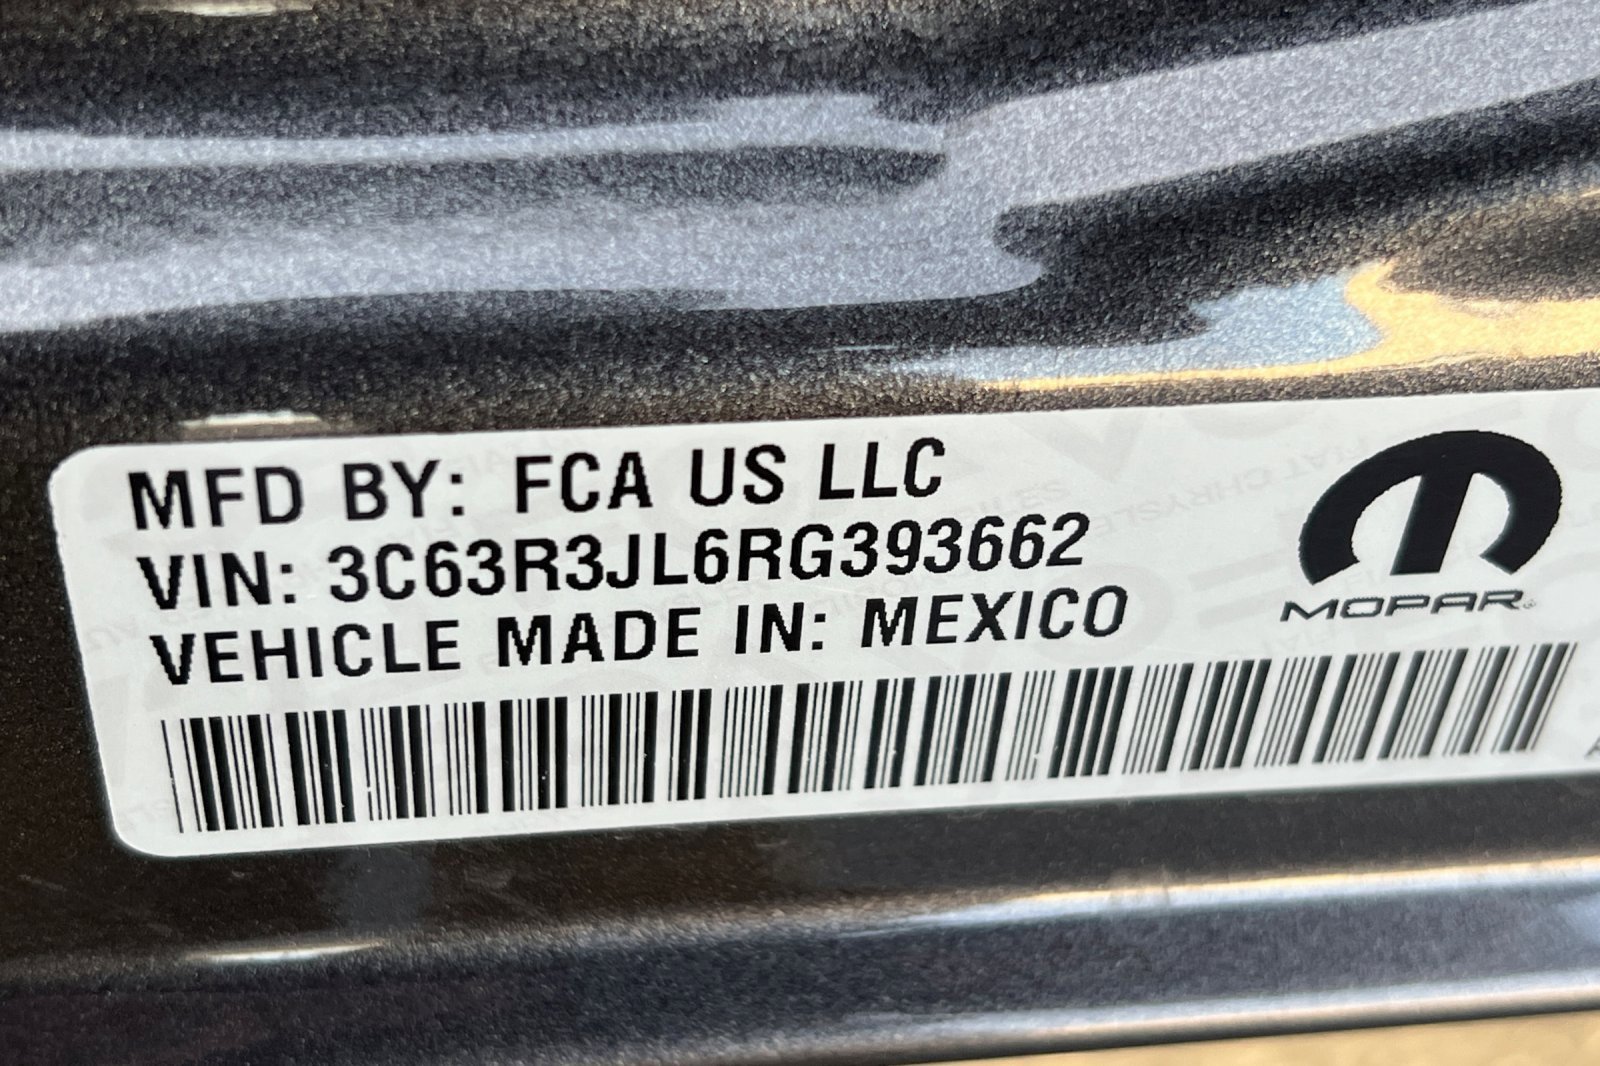 MFD BY: FCA US LLC
VIN: 3C63R3JL6RG393662
VEHICLE MADE IN: MEXICO
MOPAR®